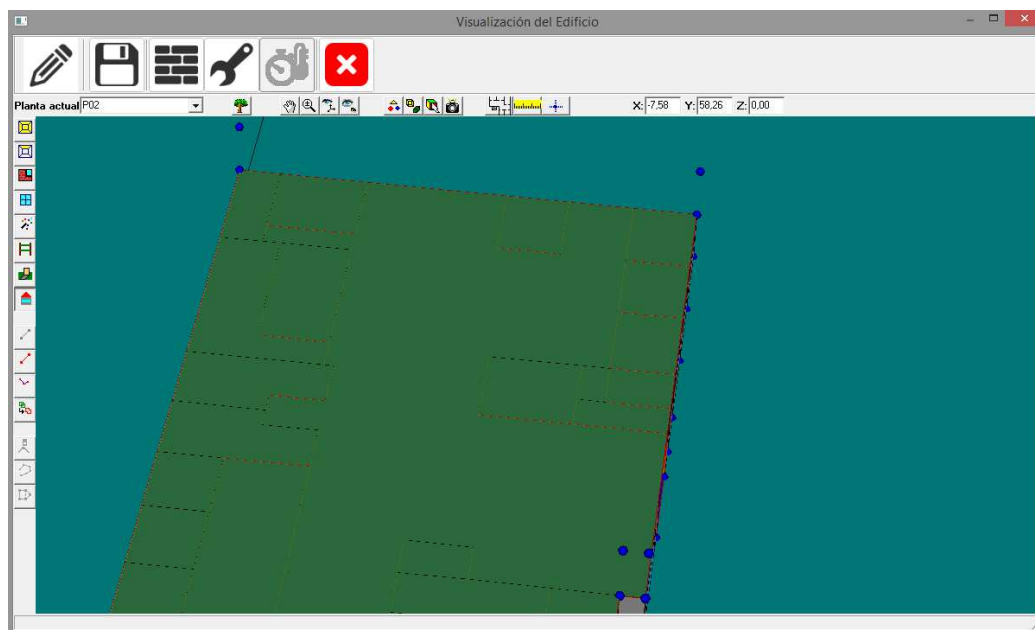 Visualización del Edificio
Planta actual P02 X: -7,58 Y: 58,26 Z: 0,00